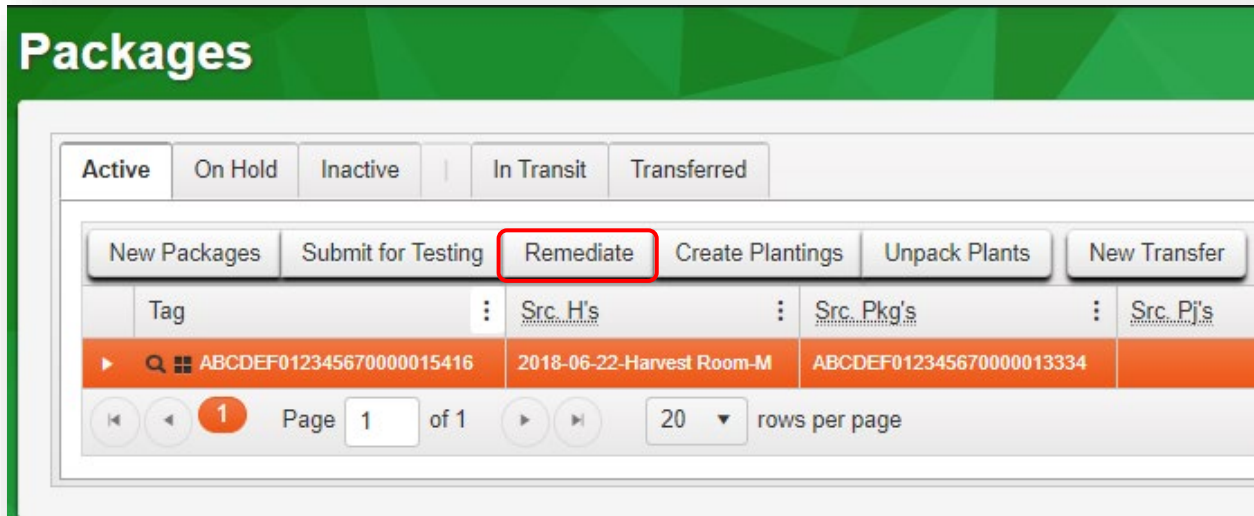 Packages
Active On Hold Inactive | In Transit Transferred
New Packages Submit for Testing Remediate Create Plantings Unpack Plants New Transfer
Tag Src. H's Src. Pkg's Src. Pj's
ABCDEF012345670000015416 2018-06-22-Harvest Room-M ABCDEF012345670000013334
1 Page 1 of 1 20 rows per page